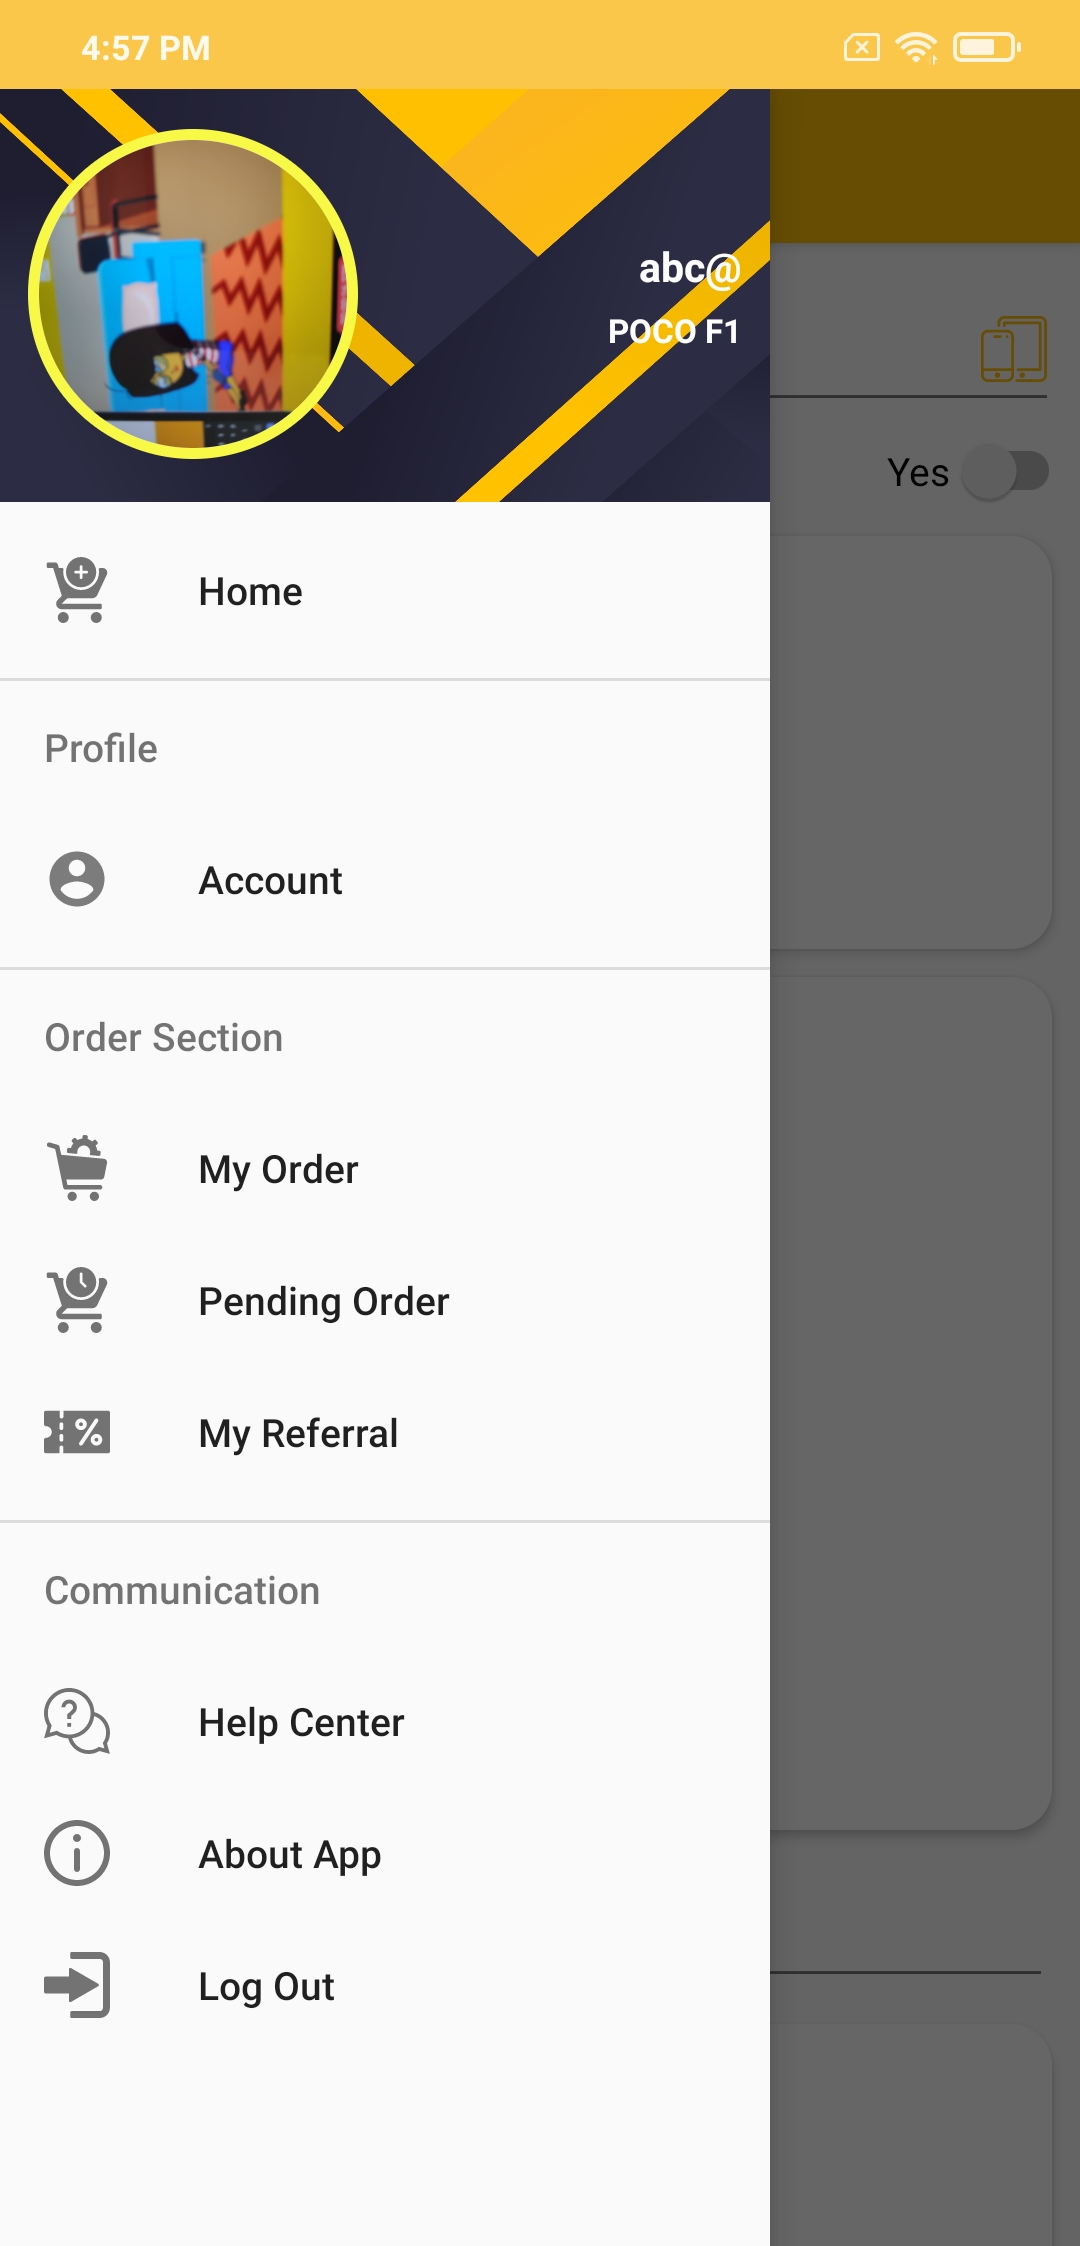 4:57 PM
abc@
POCO F1
Yes
Home
Profile
Account
Order Section
My Order
Pending Order
My Referral
Communication
Help Center
About App
Log Out